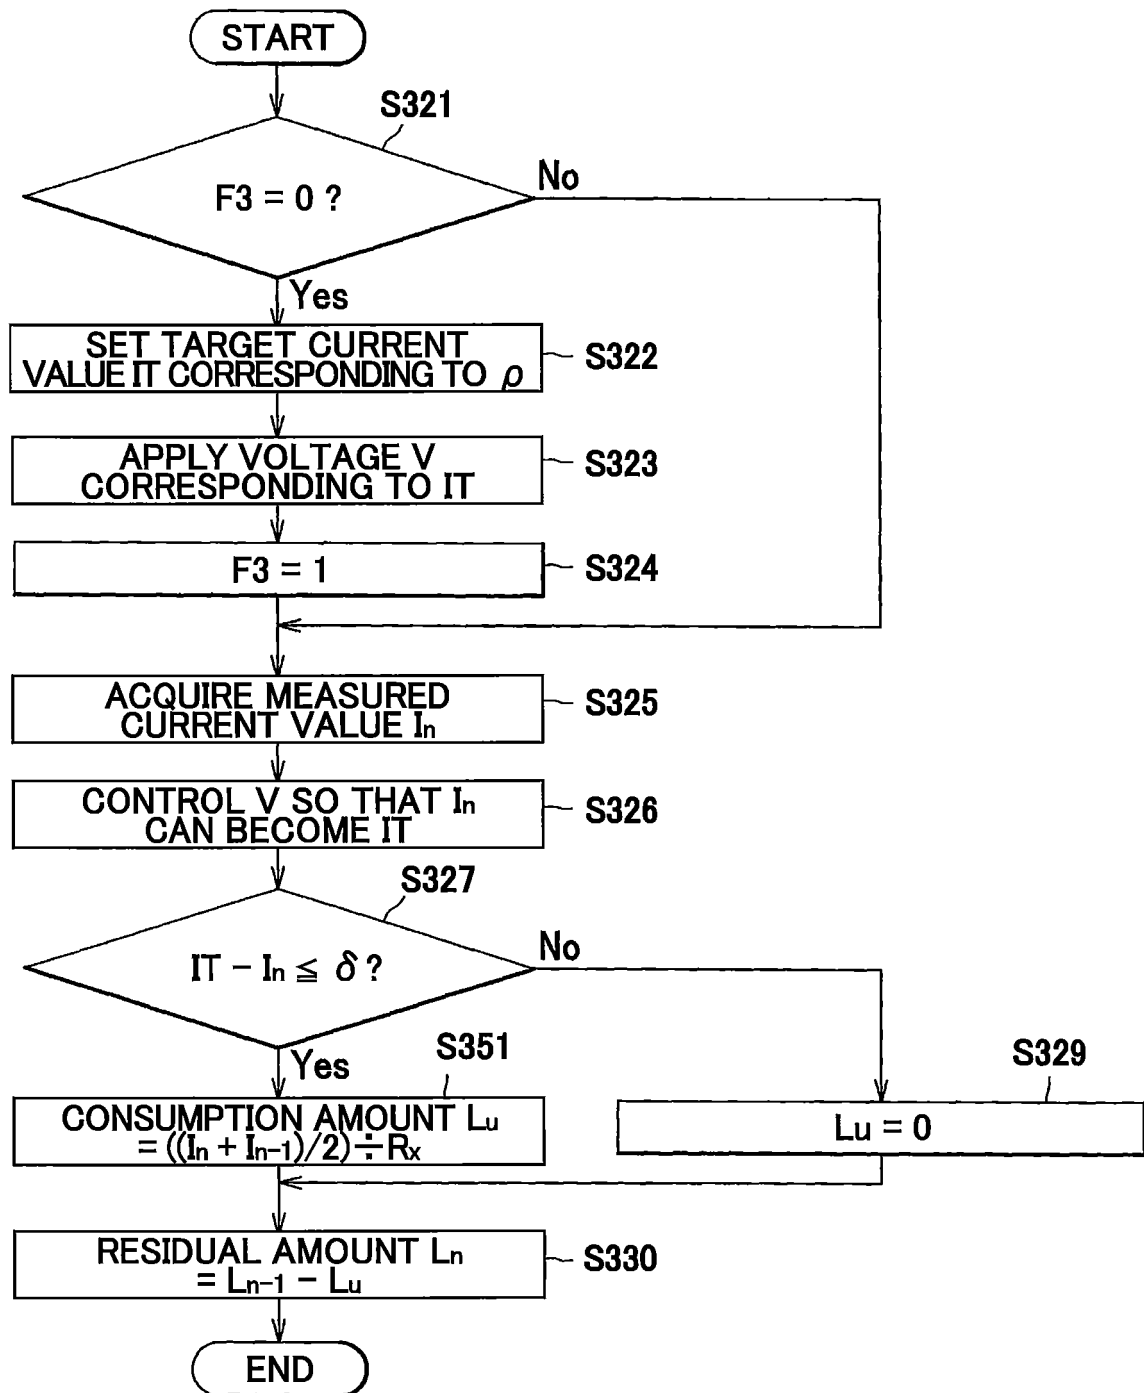 START
S321
F3 = 0 ?
No
Yes
SET TARGET CURRENT
VALUE IT CORRESPONDING TO ρ
S322
APPLY VOLTAGE V
CORRESPONDING TO IT
S323
F3 = 1
S324
ACQUIRE MEASURED
CURRENT VALUE In
S325
CONTROL V SO THAT In
CAN BECOME IT
S326
S327
IT − In ≦ δ ?
No
Yes
S351
S329
CONSUMPTION AMOUNT Lu
= ((In + In-1)/2) ÷ Rx
Lu = 0
RESIDUAL AMOUNT Ln
= Ln-1 − Lu
S330
END